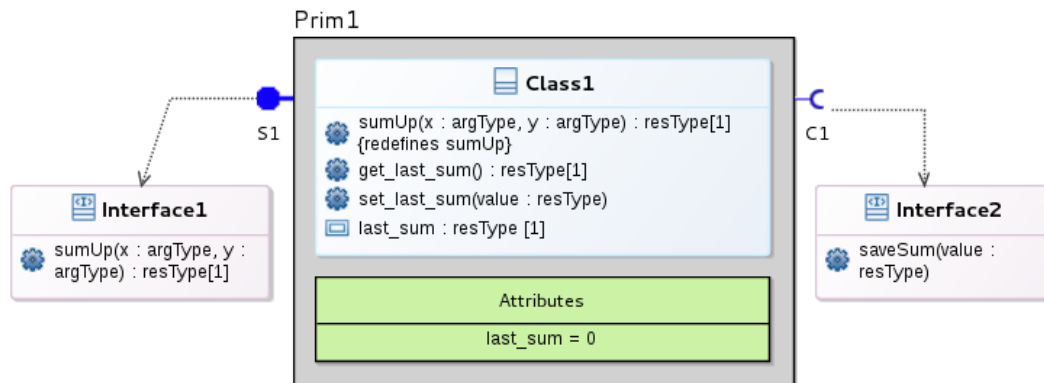 Prim1
Class1
sumUp(x : argType, y : argType) : resType[1]
{redefines sumUp}
get_last_sum() : resType[1]
set_last_sum(value : resType)
last_sum : resType [1]
Attributes
last_sum = 0
S1
C1
<I>
Interface1
sumUp(x : argType, y :
argType) : resType[1]
<I>
Interface2
saveSum(value :
resType)